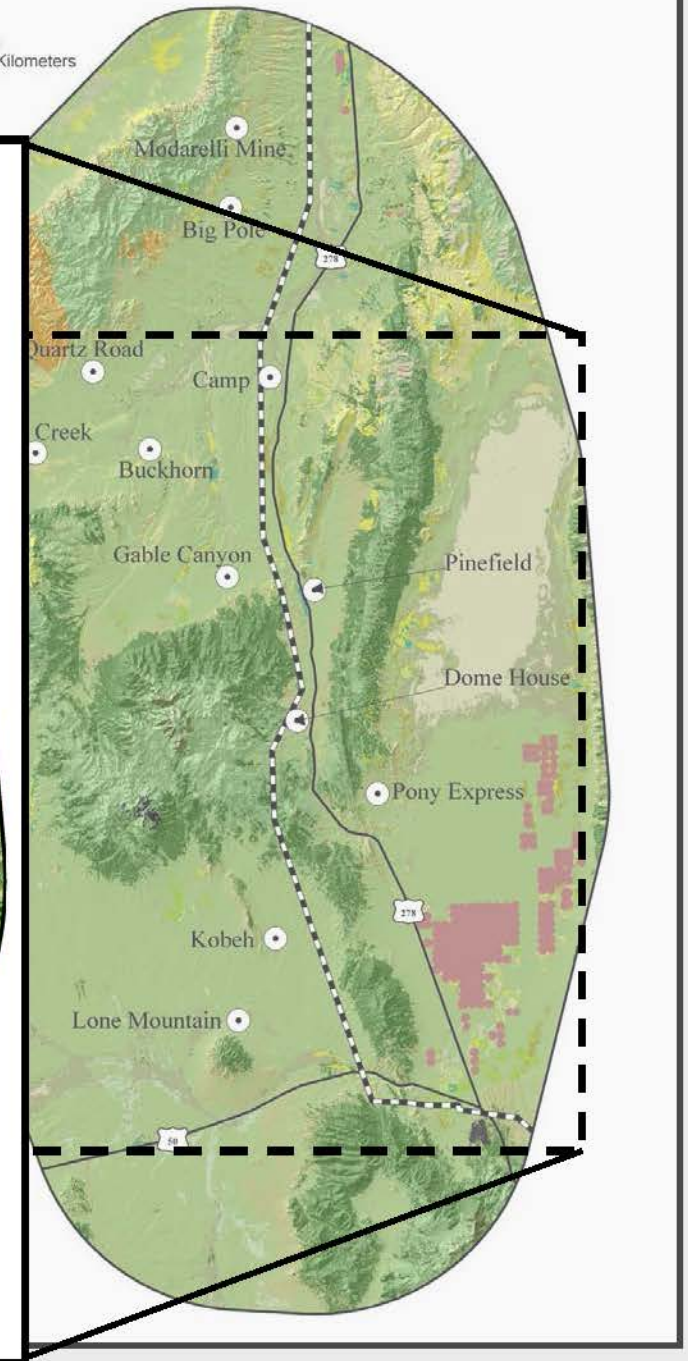 Kilometers
Modarelli Mine
Big Pole
278
Quartz Road
Camp
Creek
Buckhorn
Gable Canyon
Pinefield
Dome House
Pony Express
278
Kobeh
Lone Mountain
50